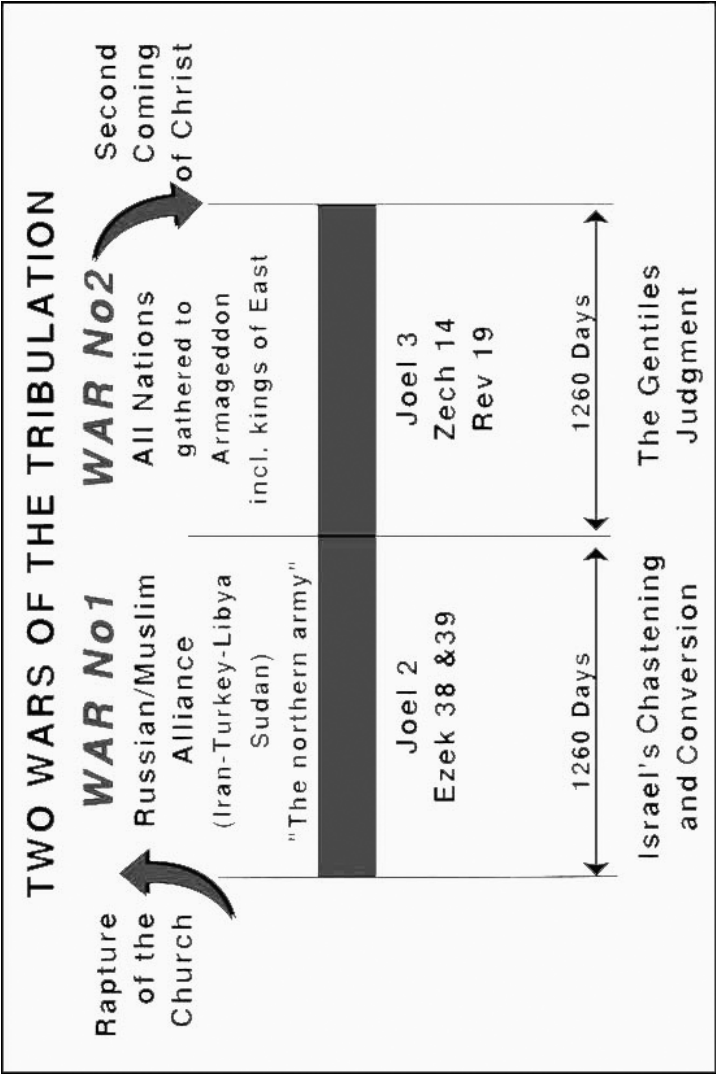 TWO WARS OF THE TRIBULATION
Rapture
of the
Church
WAR No1
Russian/Muslim
Alliance
(Iran-Turkey-Libya
Sudan)
"The northern army"
WAR No2
All Nations
gathered to
Armageddon
incl. kings of East
Second
Coming
of Christ
Joel 2
Ezek 38 &39
Joel 3
Zech 14
Rev 19
1260 Days
1260 Days
Israel's Chastening
and Conversion
The Gentiles
Judgment